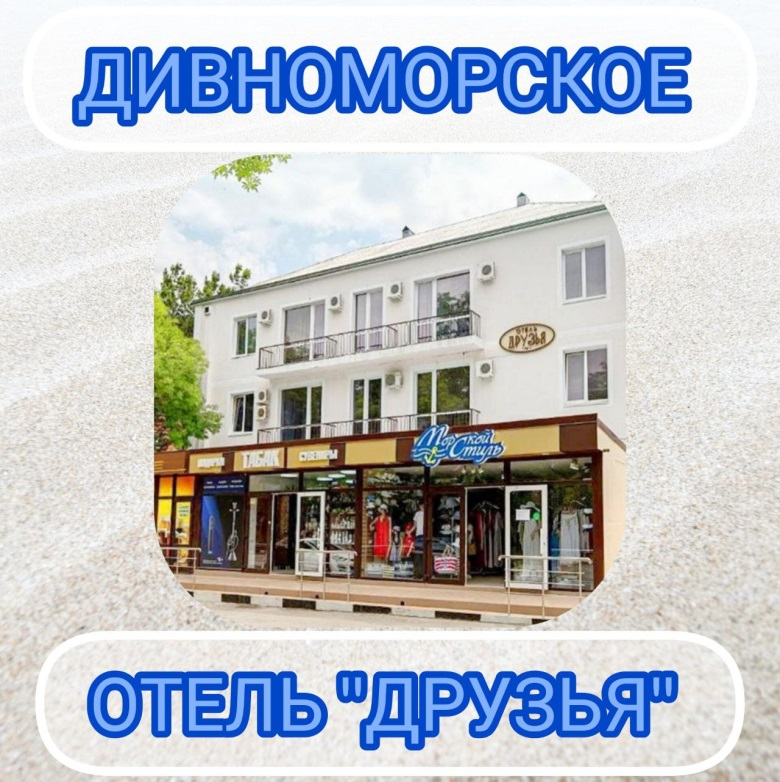 ДИВНОМОРСКОЕ
ОТЕЛЬ
ДРУЗЬЯ
Морской
Стиль
ТАБАК
СУВЕНИРЫ
ОТЕЛЬ "ДРУЗЬЯ"